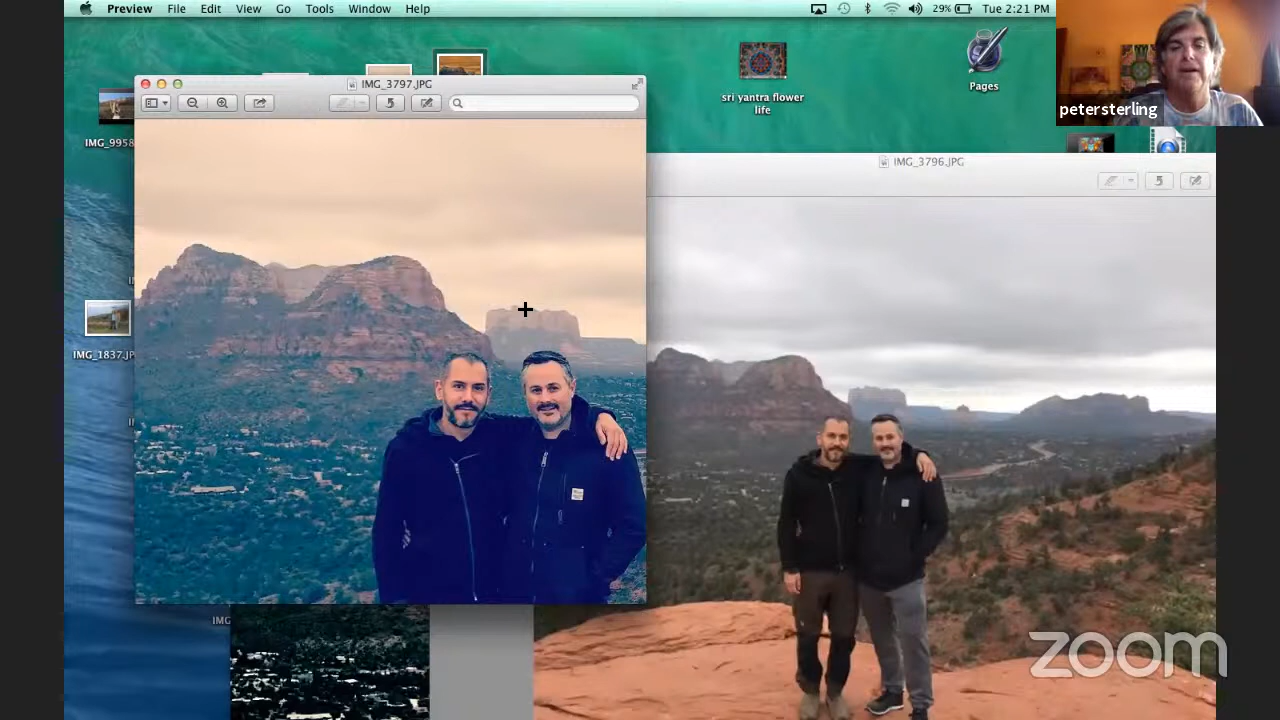 Preview File Edit View Go Tools Window Help 29% Tue 2:21 PM
petersterling
IMG_3797.JPG
sri yantra flower
life
Pages
IMG_9958
IMG_3796.JPG
IMG_1837.JP
IMG
zoom